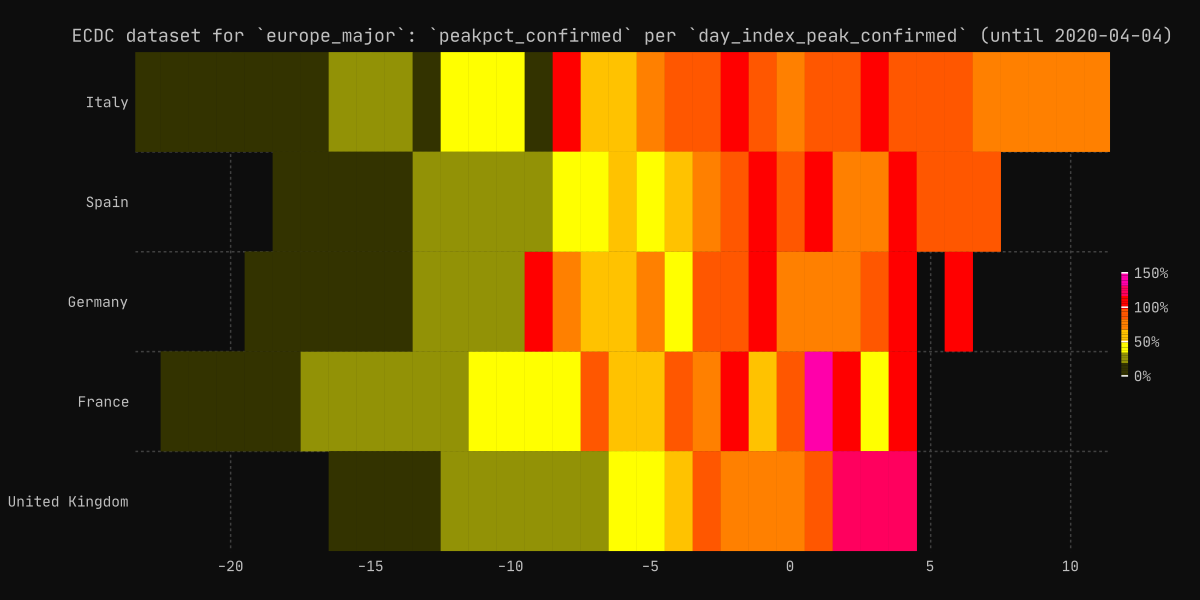 ECDC dataset for `europe_major`: `peakpct_confirmed` per `day_index_peak_confirmed` (until 2020-04-04)
Italy
Spain
Germany
France
United Kingdom
150%
100%
50%
0%
-20 -15 -10 -5 0 5 10